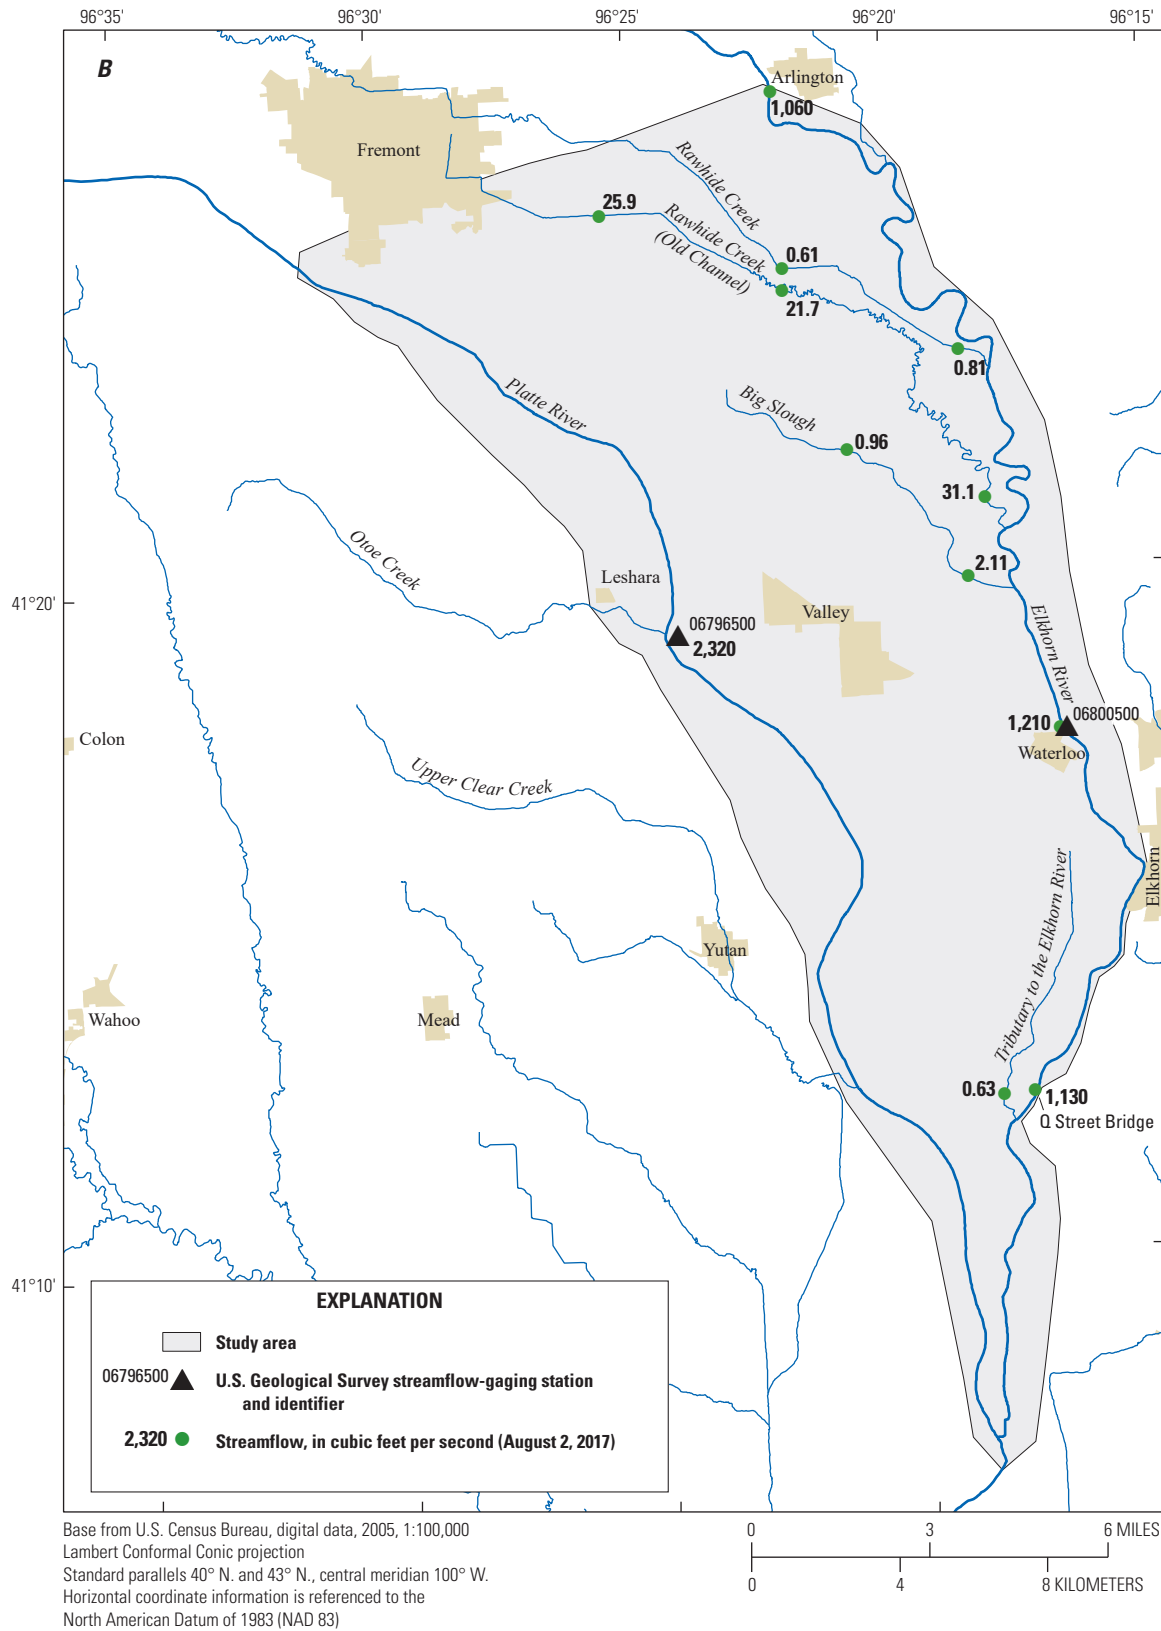 96°35'
96°30'
96°25'
96°20'
96°15'
B
Arlington
1,060
Fremont
Rawhide Creek
25.9
Rawhide Creek
(Old Channel)
0.61
21.7
0.81
Platte River
Big Slough
0.96
31.1
Otoe Creek
2.11
Leshara
41°20'
Valley
06796500
2,320
Elkhorn River
06800500
1,210
Colon
Waterloo
Upper Clear Creek
Elkhorn
Tributary to the Elkhorn River
Yutan
Wahoo
Mead
0.63
1,130
Q Street Bridge
41°10'
EXPLANATION
Study area
06796500
U.S. Geological Survey streamflow-gaging station
and identifier
2,320
Streamflow, in cubic feet per second (August 2, 2017)
Base from U.S. Census Bureau, digital data, 2005, 1:100,000
Lambert Conformal Conic projection
Standard parallels 40° N. and 43° N., central meridian 100° W.
Horizontal coordinate information is referenced to the
North American Datum of 1983 (NAD 83)
0 3 6 MILES
0 4 8 KILOMETERS